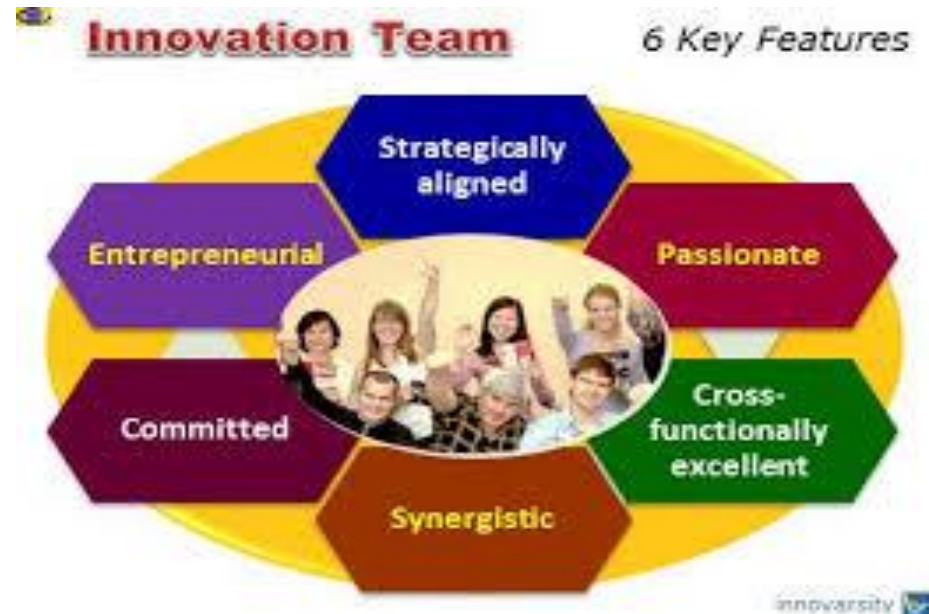 Innovation Team
6 Key Features
Strategically
aligned
Entrepreneurial
Passionate
Committed
Cross-
functionally
excellent
Synergistic
innovarsity